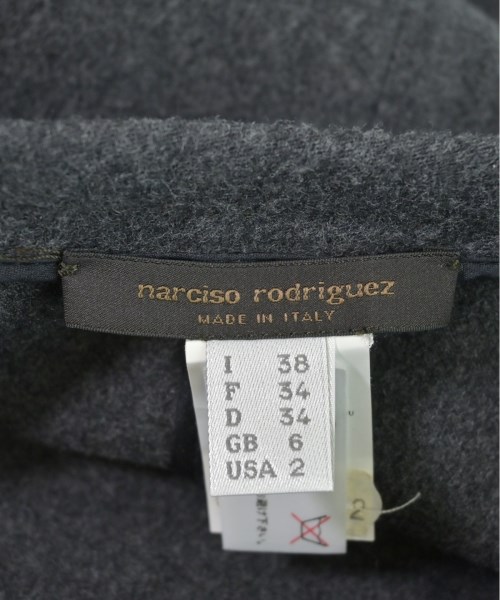 narciso rodriguez
MADE IN ITALY
I 38
F 34
D 34
GB 6
USA 2
2